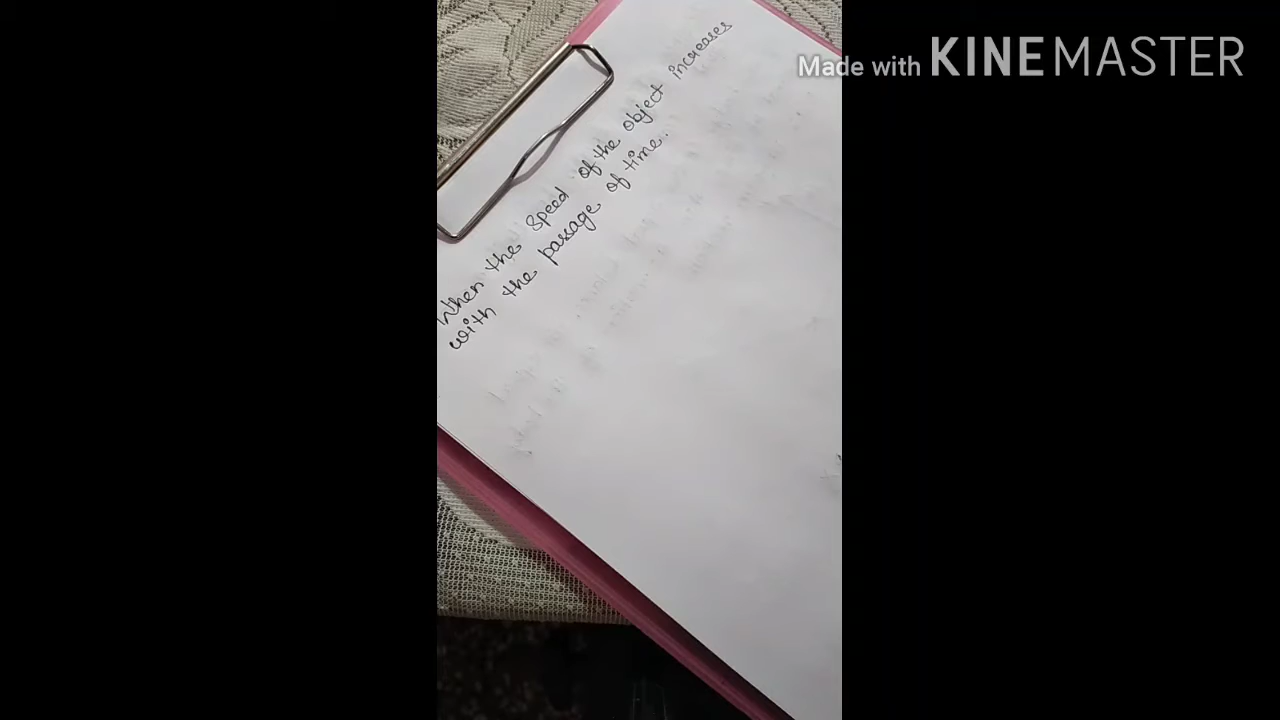 Made with KINEMASTER
When the speed of the object increases
with the passage of time.